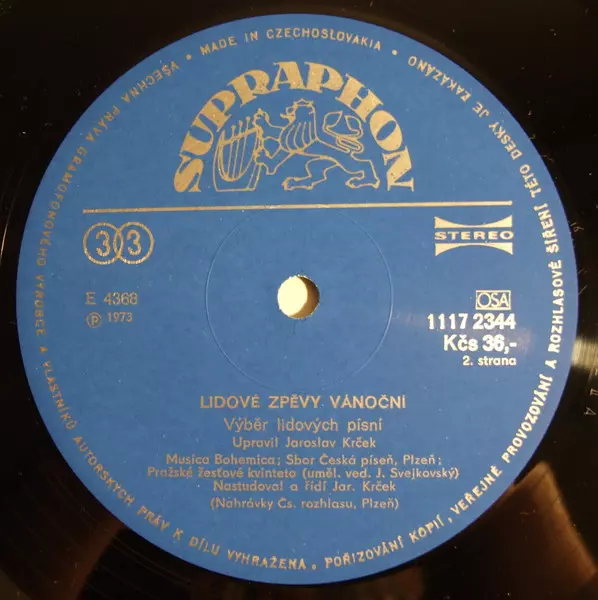 VŠECHNA PRÁVA GRAMOFONOVÉHO VÝROBCE A VLASTNÍKŮ AUTORSKÝCH PRÁV K DÍLU VYHRAŽENA. POŘIZOVÁNÍ KOPIÍ, VEŘEJNÉ PROVOZOVÁNÍ A ROZHLASOVÉ ŠÍŘENÍ TÉTO DESKY JE ZAKÁZÁNO
• MADE IN CZECHOSLOVAKIA •
SUPRAPHON
33
STEREO
E 4368
℗ 1973
OSA
1117 2344
Kčs 36,-
2. strana
LIDOVÉ ZPĚVY VÁNOČNÍ
Výběr lidových písní
Upravil Jaroslav Krček
Musica Bohemica; Sbor Česká píseň, Plzeň;
Pražské žesťové kvinteto (uměl. ved. J. Svejkovský)
Nastudoval a řídí Jar. Krček
(Nahrávky Čs. rozhlasu, Plzeň)